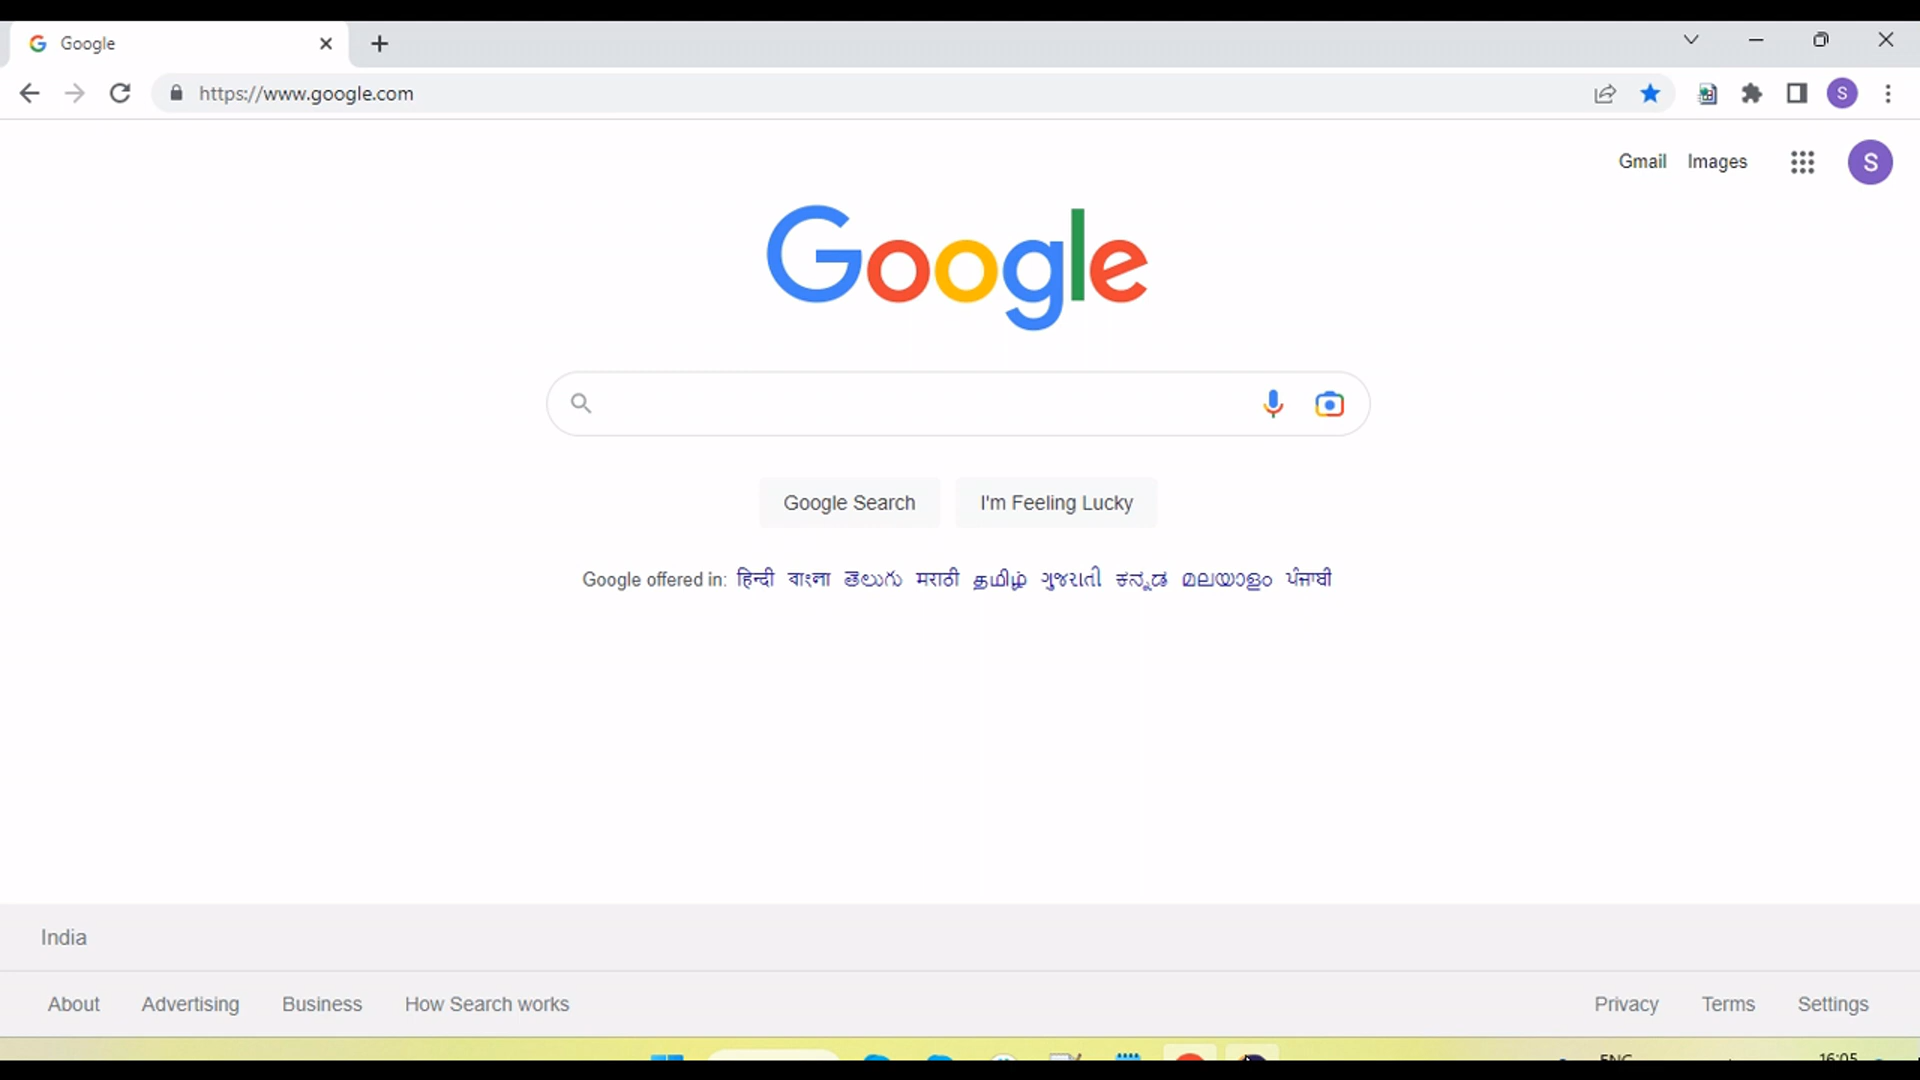 Google
https://www.google.com
S
Gmail Images
S
Google
Google Search I'm Feeling Lucky
Google offered in: हिन्दी বাংলা తెలుగు मराठी தமிழ் ગુજરાતી ಕನ್ನಡ മലയാളം ਪੰਜਾਬੀ
India
About Advertising Business How Search works Privacy Terms Settings
ENG 16:05